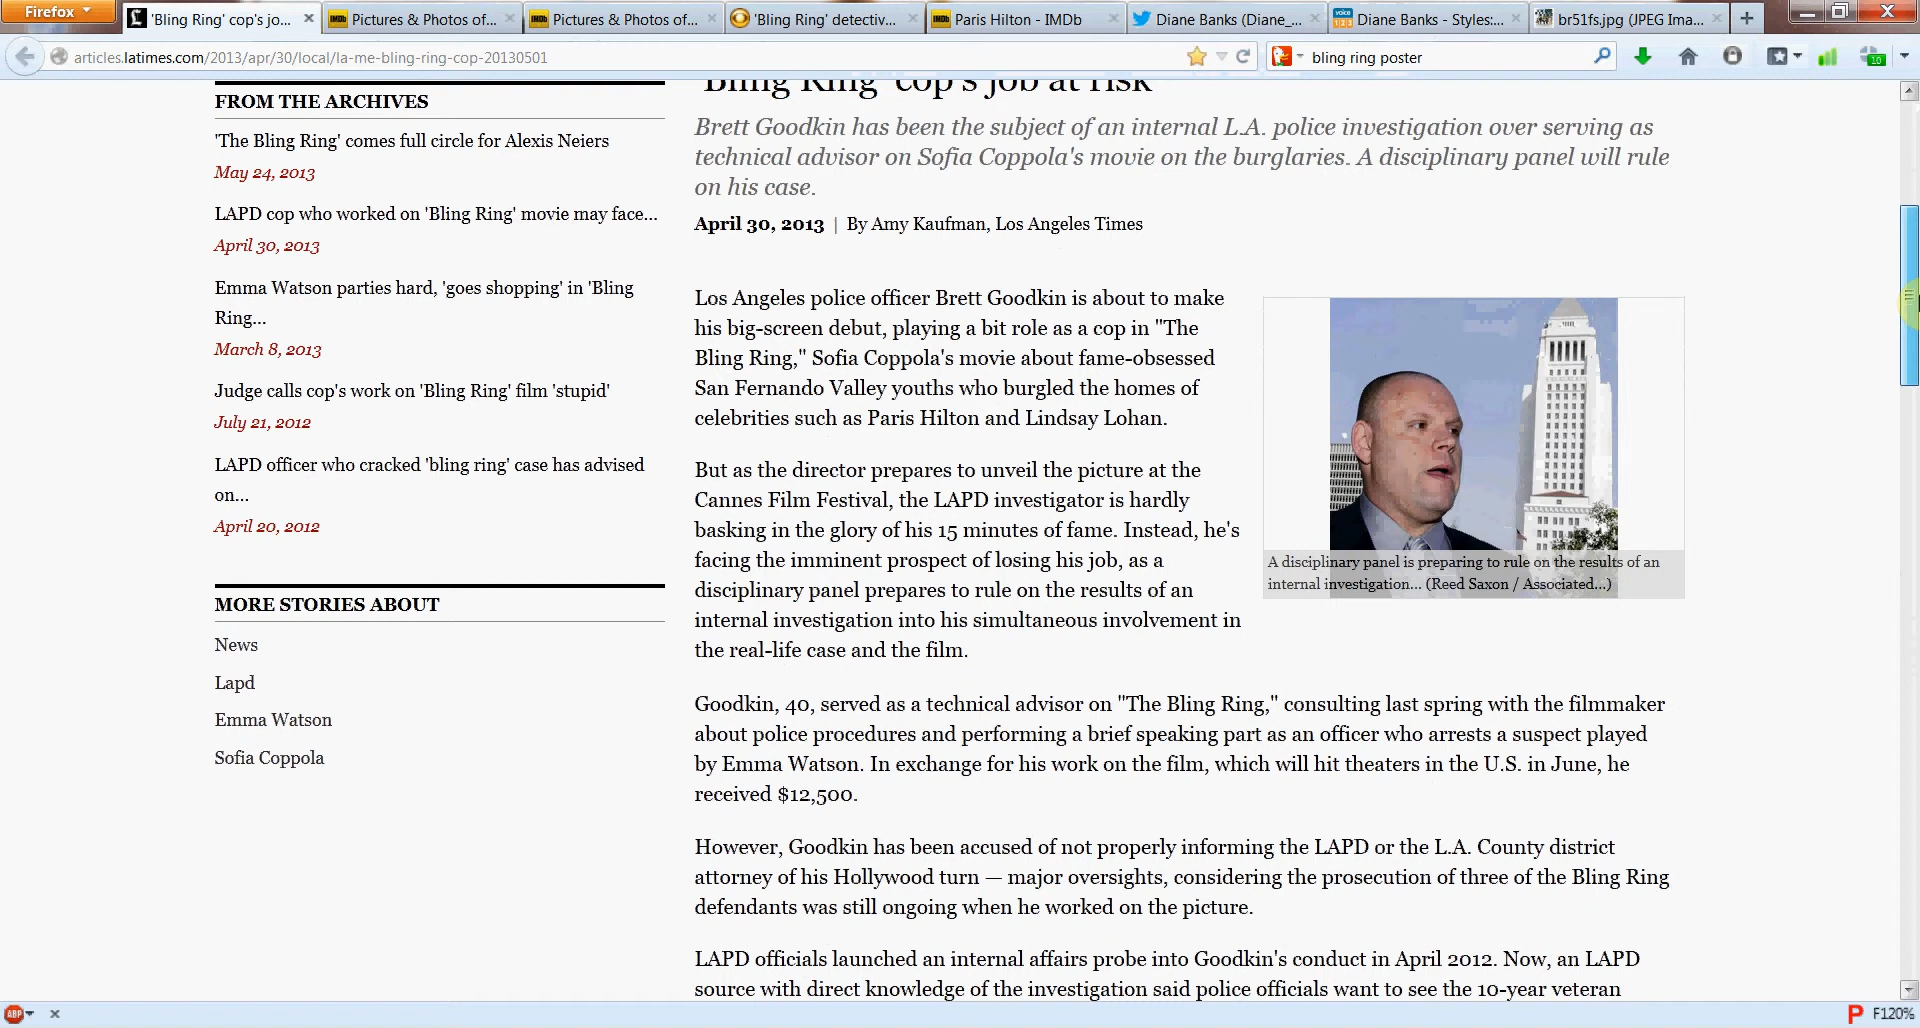 Firefox
'Bling Ring' cop's jo...
Pictures & Photos of...
Pictures & Photos of...
'Bling Ring' detectiv...
Paris Hilton - IMDb
Diane Banks (Diane_...
Diane Banks - Styles:...
br51fs.jpg (JPEG Ima...
articles.latimes.com/2013/apr/30/local/la-me-bling-ring-cop-20130501
bling ring poster
10
FROM THE ARCHIVES
'The Bling Ring' comes full circle for Alexis Neiers
May 24, 2013
LAPD cop who worked on 'Bling Ring' movie may face...
April 30, 2013
Emma Watson parties hard, 'goes shopping' in 'Bling
Ring...
March 8, 2013
Judge calls cop's work on 'Bling Ring' film 'stupid'
July 21, 2012
LAPD officer who cracked 'bling ring' case has advised
on...
April 20, 2012
MORE STORIES ABOUT
News
Lapd
Emma Watson
Sofia Coppola
'Bling Ring' cop's job at risk
Brett Goodkin has been the subject of an internal L.A. police investigation over serving as
technical advisor on Sofia Coppola's movie on the burglaries. A disciplinary panel will rule
on his case.
April 30, 2013 | By Amy Kaufman, Los Angeles Times
Los Angeles police officer Brett Goodkin is about to make
his big-screen debut, playing a bit role as a cop in "The
Bling Ring," Sofia Coppola's movie about fame-obsessed
San Fernando Valley youths who burgled the homes of
celebrities such as Paris Hilton and Lindsay Lohan.
But as the director prepares to unveil the picture at the
Cannes Film Festival, the LAPD investigator is hardly
basking in the glory of his 15 minutes of fame. Instead, he's
facing the imminent prospect of losing his job, as a
disciplinary panel prepares to rule on the results of an
internal investigation into his simultaneous involvement in
the real-life case and the film.
A disciplinary panel is preparing to rule on the results of an
internal investigation... (Reed Saxon / Associated...)
Goodkin, 40, served as a technical advisor on "The Bling Ring," consulting last spring with the filmmaker
about police procedures and performing a brief speaking part as an officer who arrests a suspect played
by Emma Watson. In exchange for his work on the film, which will hit theaters in the U.S. in June, he
received $12,500.
However, Goodkin has been accused of not properly informing the LAPD or the L.A. County district
attorney of his Hollywood turn — major oversights, considering the prosecution of three of the Bling Ring
defendants was still ongoing when he worked on the picture.
LAPD officials launched an internal affairs probe into Goodkin's conduct in April 2012. Now, an LAPD
source with direct knowledge of the investigation said police officials want to see the 10-year veteran
ABP
F120%